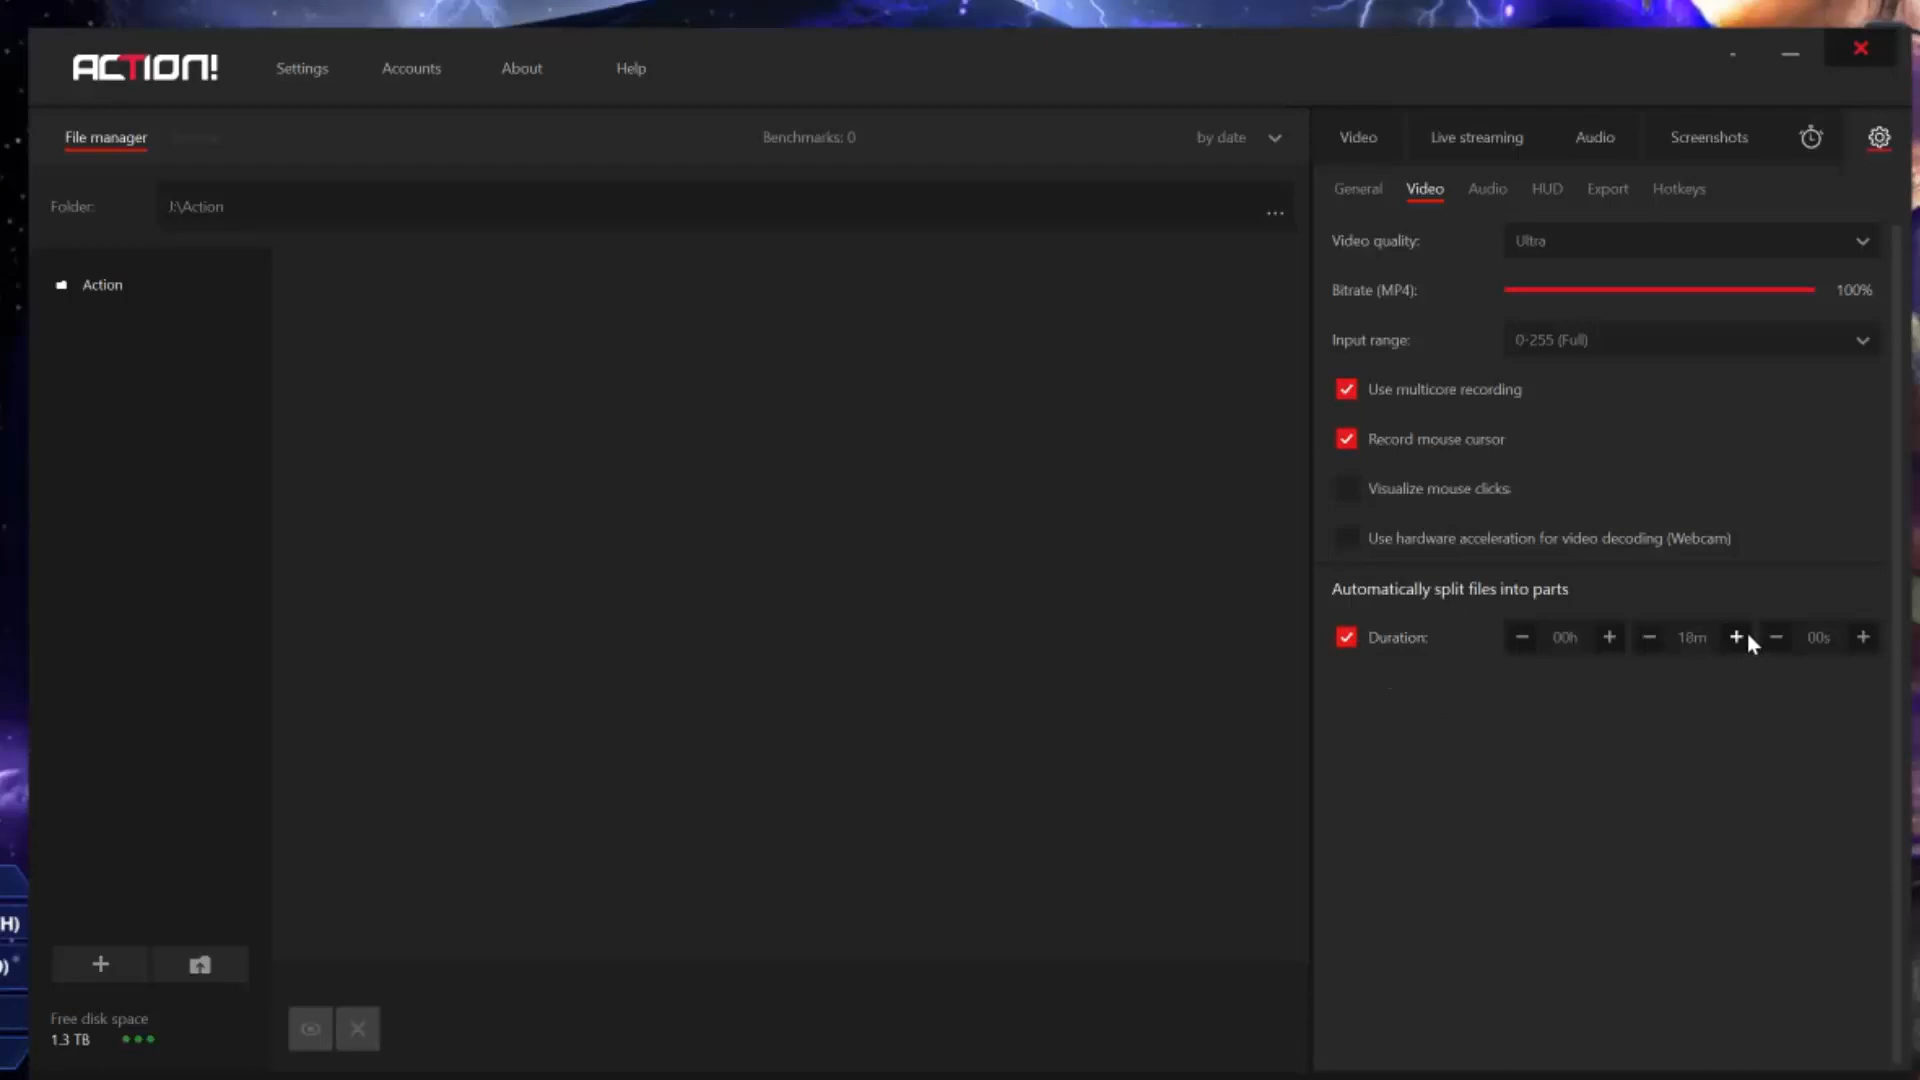 ACTION!
Settings Accounts About Help
File manager Benchmarks: 0 by date
Video Live streaming Audio Screenshots
Folder: J:\Action ...
General Video Audio HUD Export Hotkeys
Video quality: Ultra
Action
Bitrate (MP4): 100%
Input range: 0-255 (Full)
Use multicore recording
Record mouse cursor
Visualize mouse clicks
Use hardware acceleration for video decoding (Webcam)
Automatically split files into parts
Duration: − 00h + − 18m + − 00s +
H)
+
Free disk space
1.3 TB